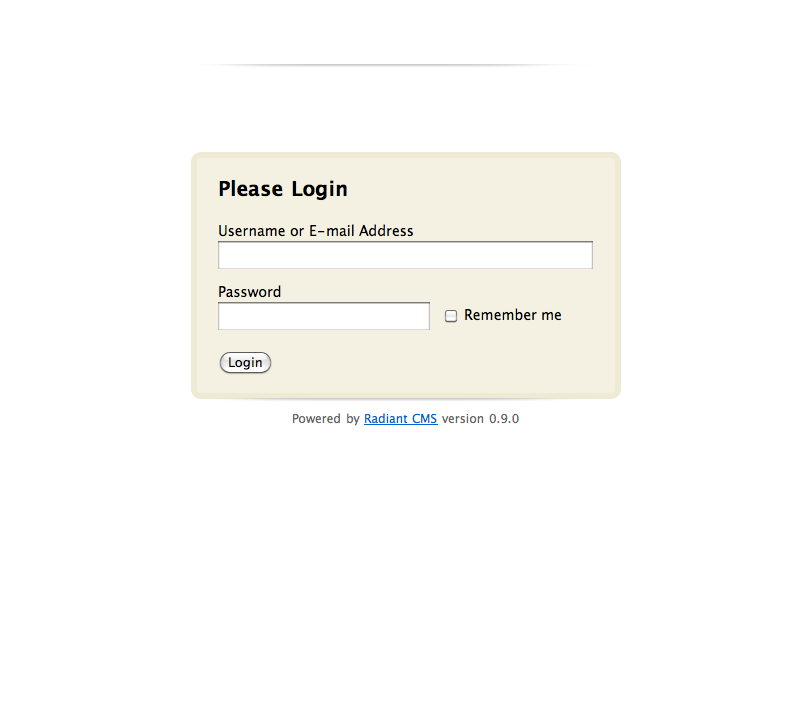 Please Login
Username or E-mail Address
Password
Remember me
Login
Powered by Radiant CMS version 0.9.0